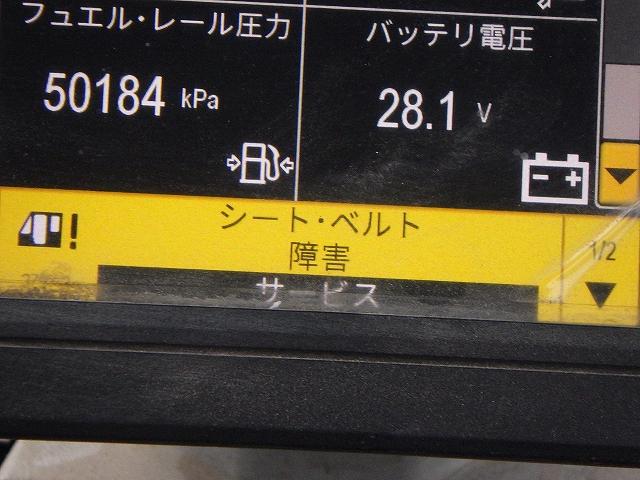 フュエル・レール圧力
バッテリ電圧
50184 kPa
28.1 V
シート・ベルト
障害
1/2
サービス